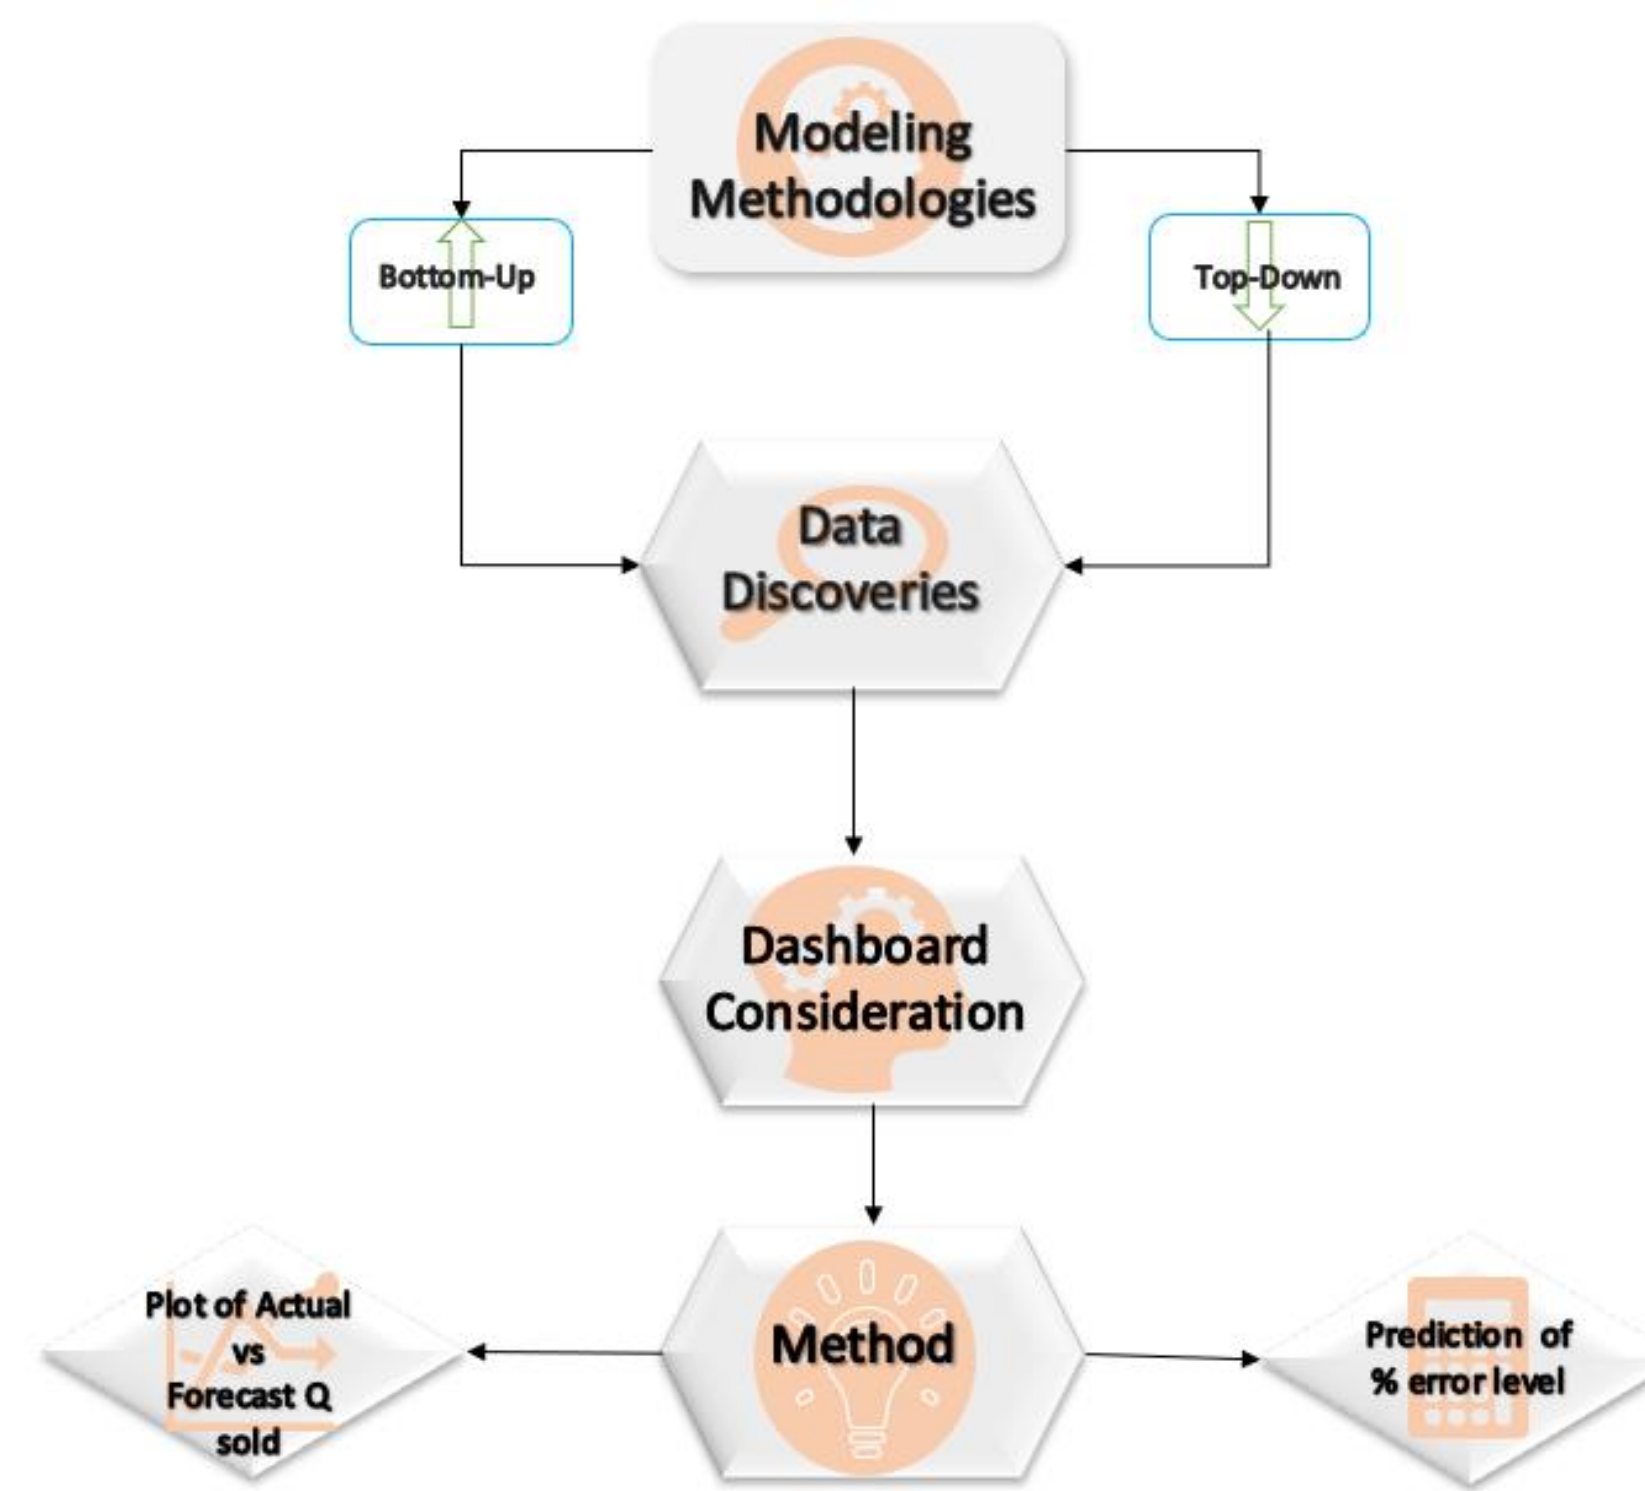 Modeling
Methodologies
Bottom-Up
Top-Down
Data
Discoveries
Dashboard
Consideration
Method
Plot of Actual
vs
Forecast Q
sold
Prediction of
% error level